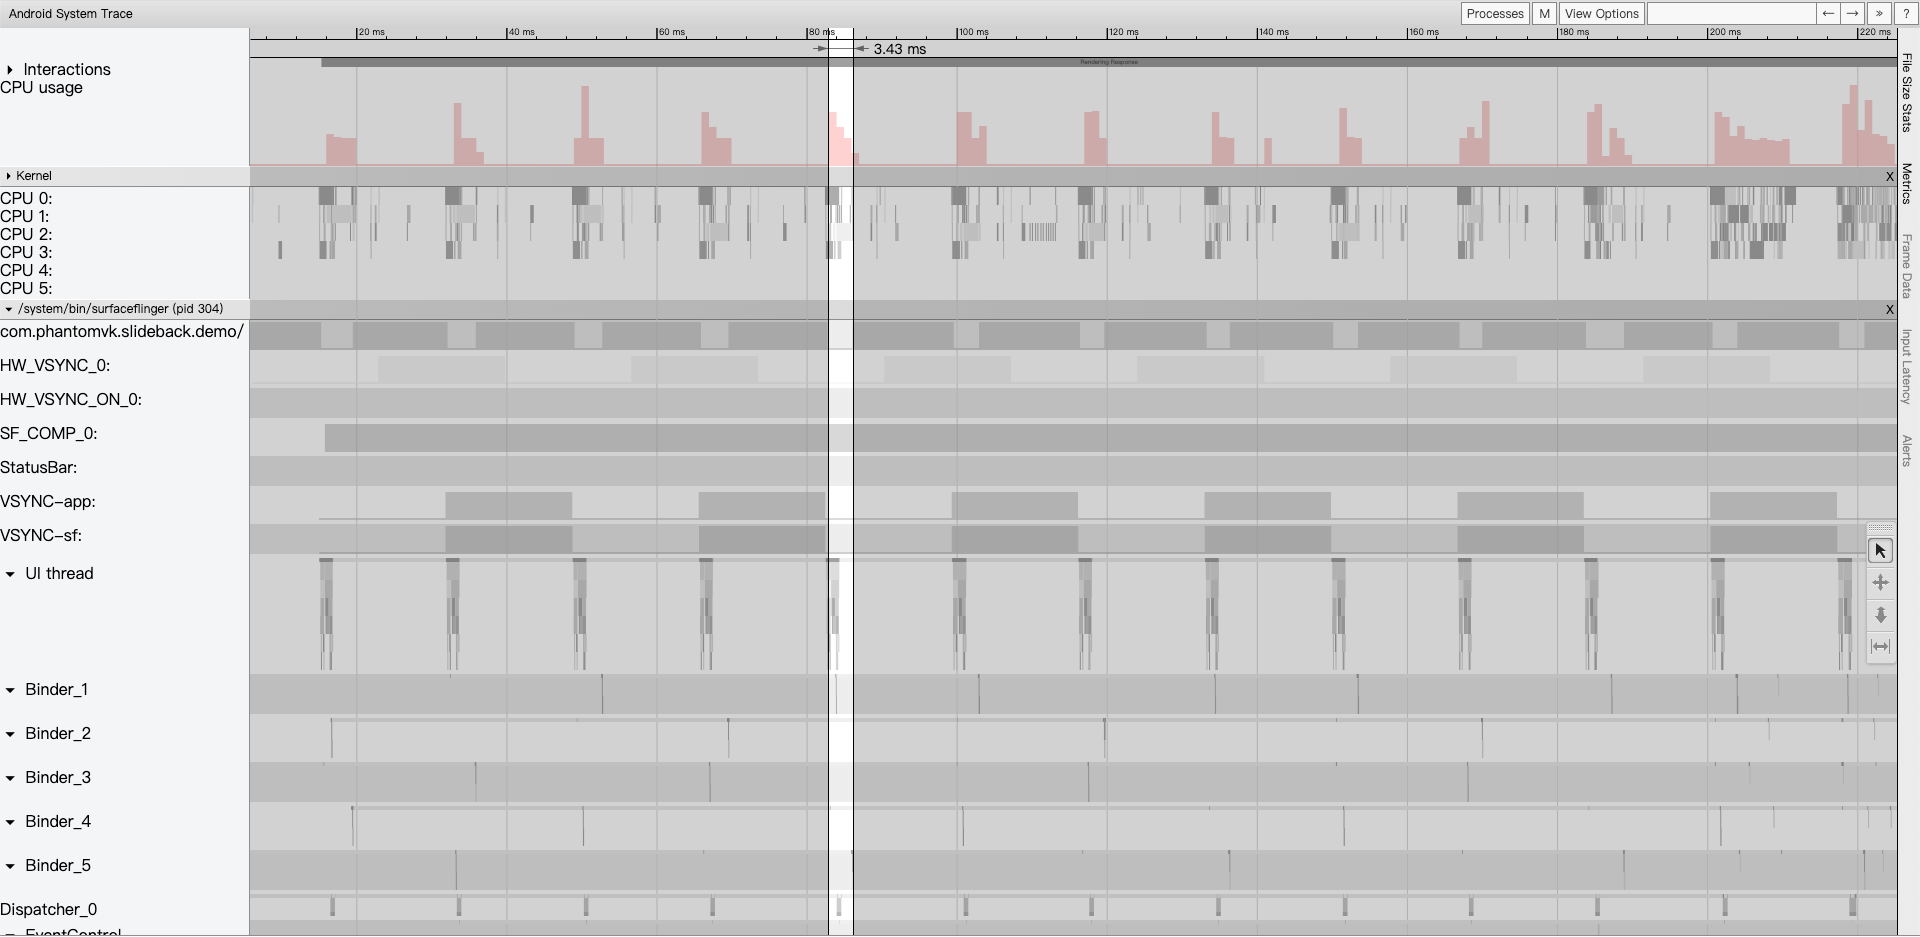 Android System Trace
Processes M View Options ← → » ?
20 ms 40 ms 60 ms 80 ms 100 ms 120 ms 140 ms 160 ms 180 ms 200 ms 220 ms
3.43 ms
Interactions
Rendering Response
CPU usage
Kernel X
CPU 0:
CPU 1:
CPU 2:
CPU 3:
CPU 4:
CPU 5:
/system/bin/surfaceflinger (pid 304) X
com.phantomvk.slideback.demo/
HW_VSYNC_0:
HW_VSYNC_ON_0:
SF_COMP_0:
StatusBar:
VSYNC-app:
VSYNC-sf:
UI thread
Binder_1
Binder_2
Binder_3
Binder_4
Binder_5
Dispatcher_0
EventControl
File Size Stats
Metrics
Frame Data
Input Latency
Alerts